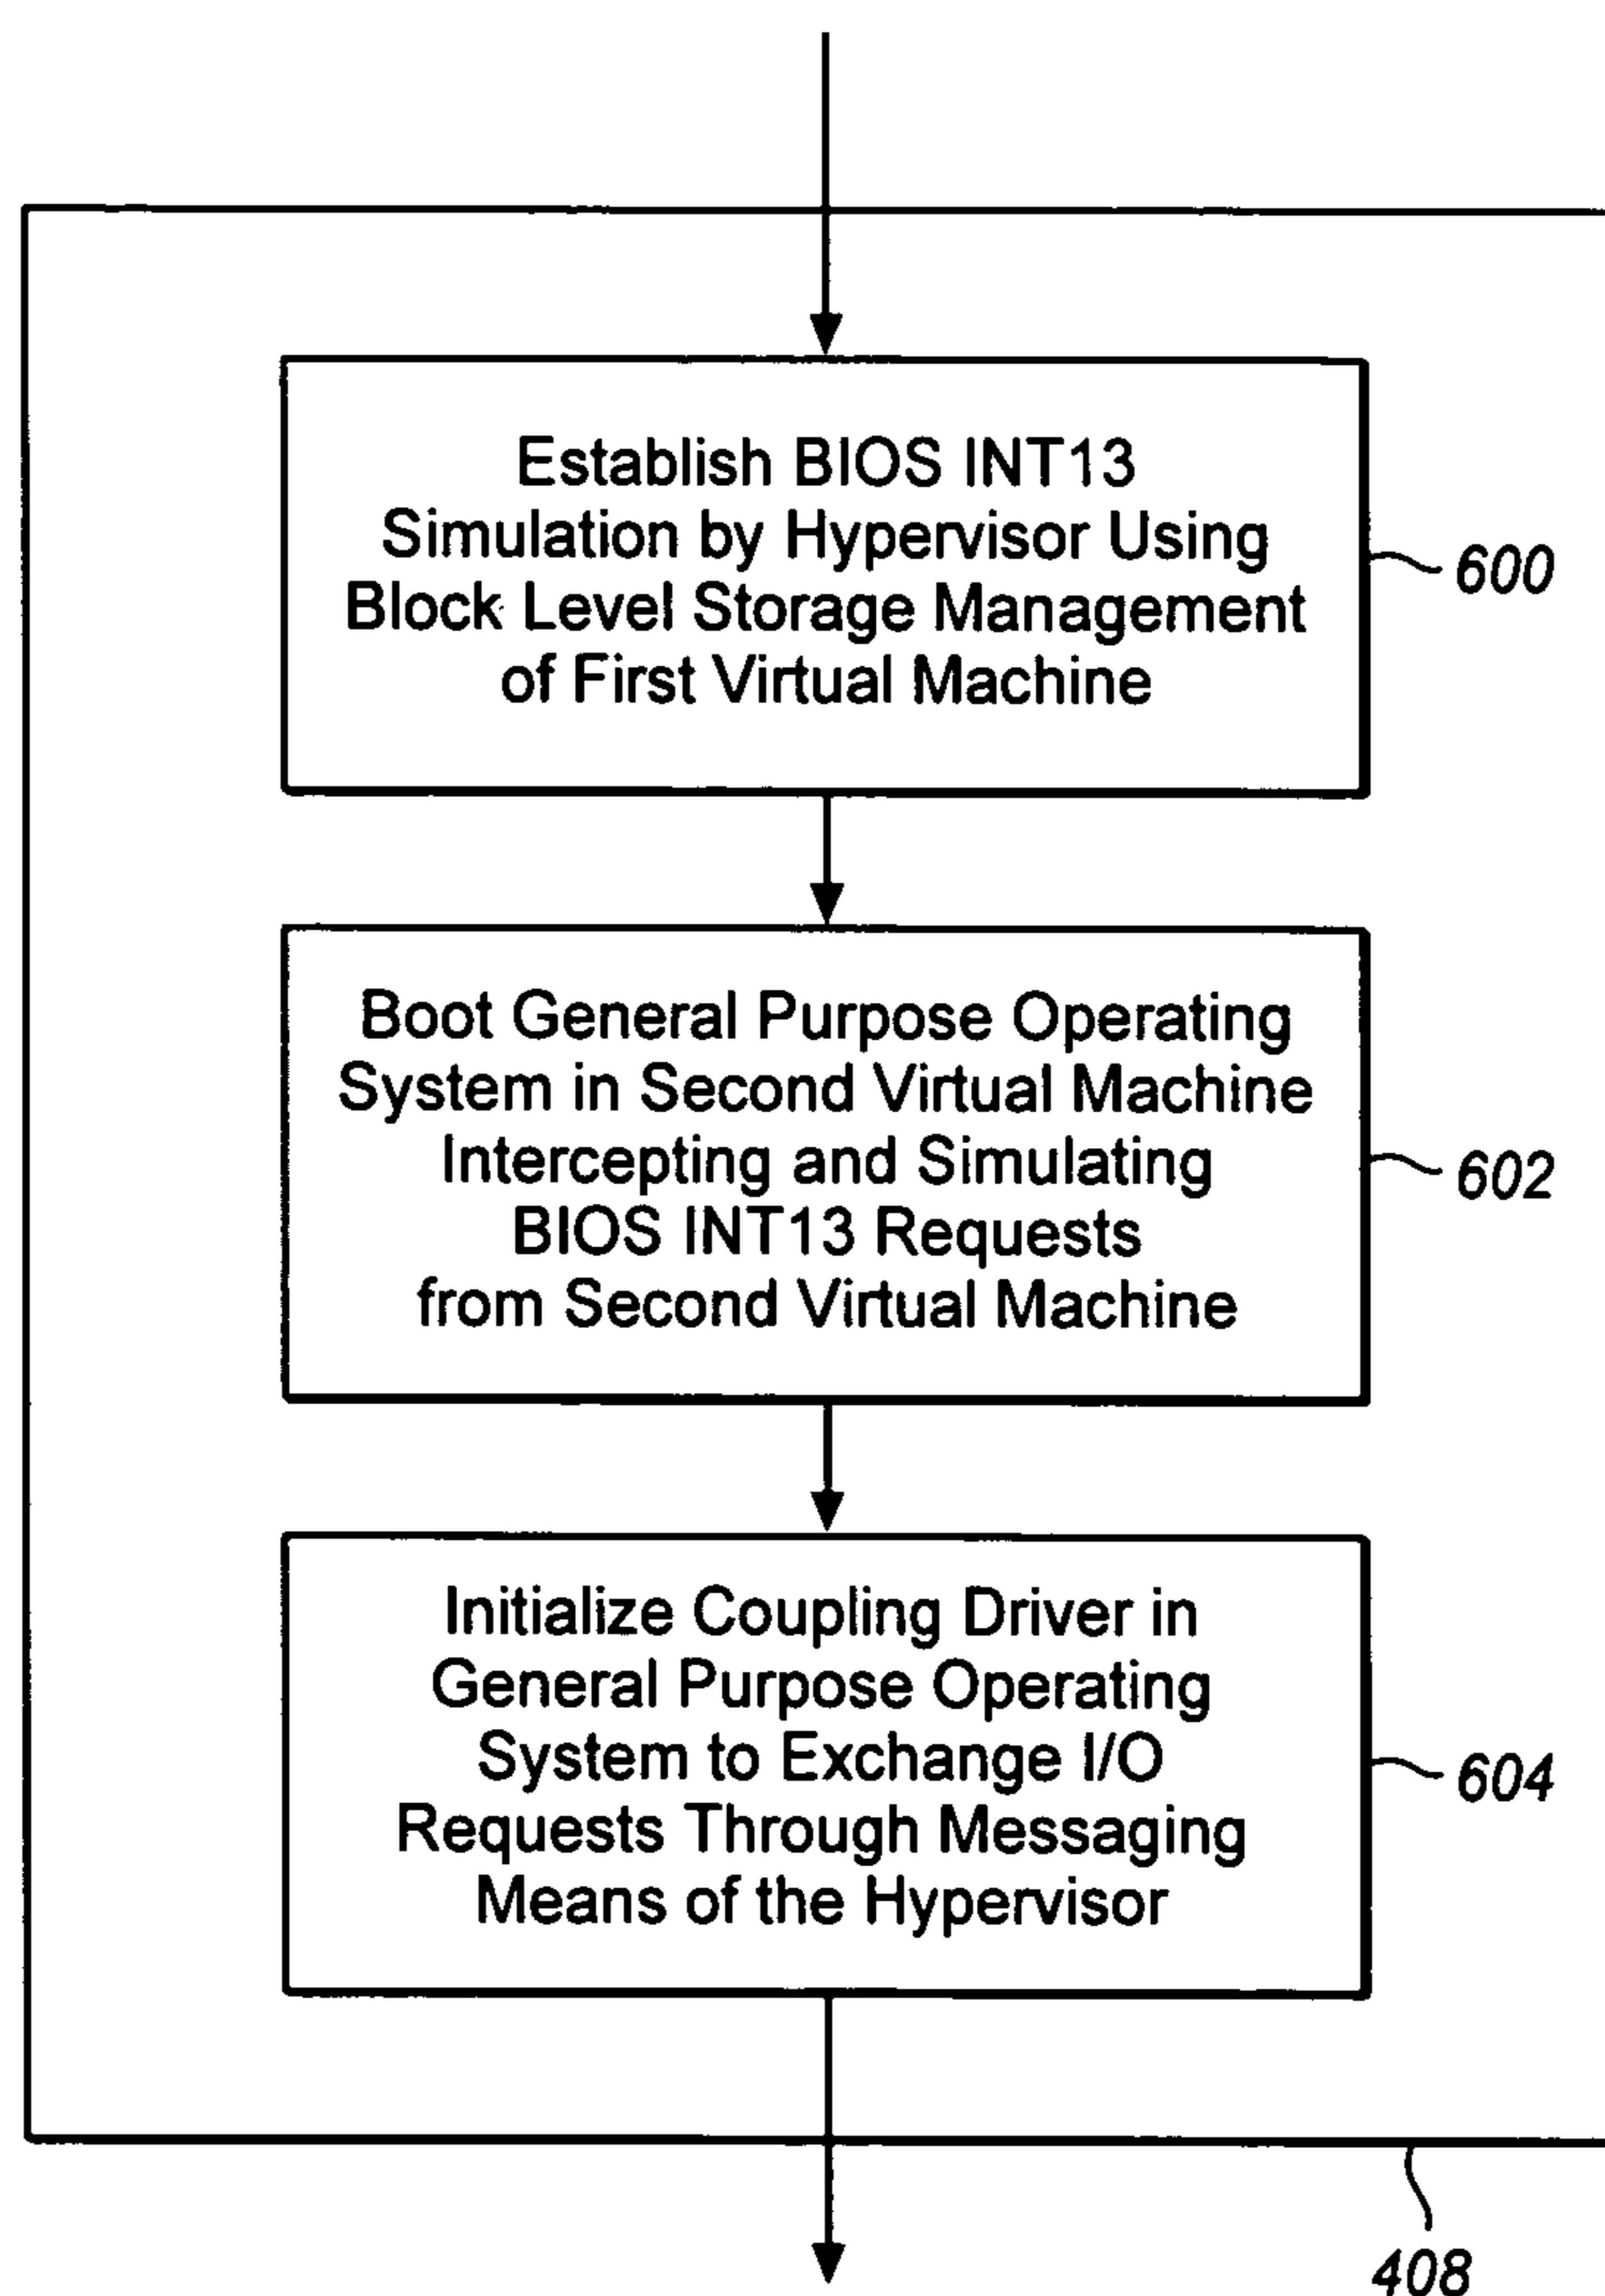 Establish BIOS INT13
Simulation by Hypervisor Using
Block Level Storage Management
of First Virtual Machine
600
Boot General Purpose Operating
System in Second Virtual Machine
Intercepting and Simulating
BIOS INT13 Requests
from Second Virtual Machine
602
Initialize Coupling Driver in
General Purpose Operating
System to Exchange I/O
Requests Through Messaging
Means of the Hypervisor
604
408